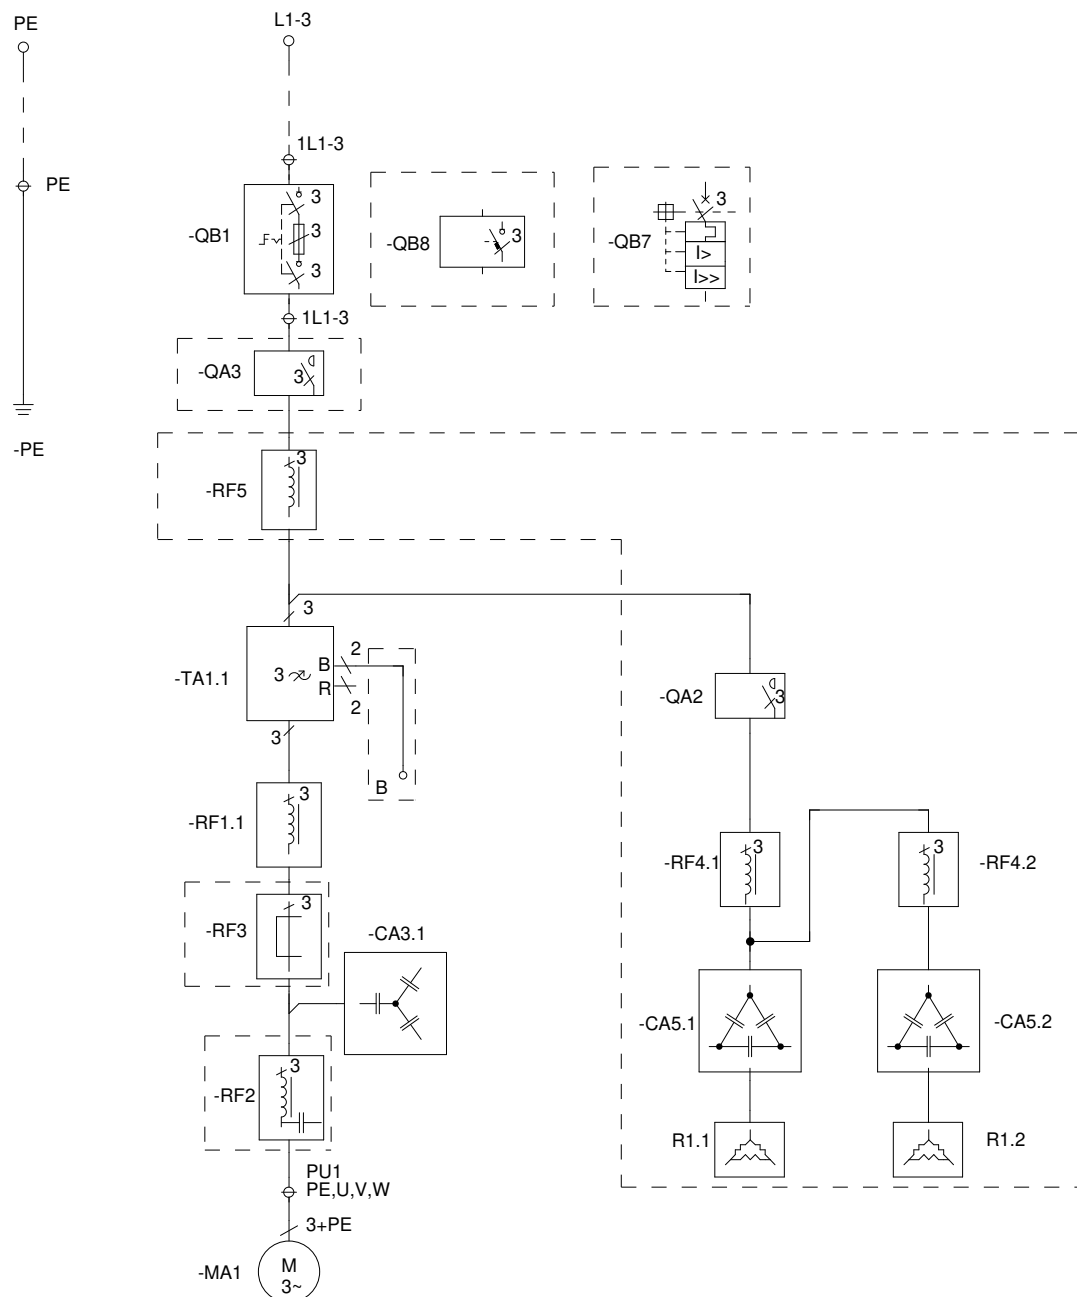 PE
L1-3
1L1-3
PE
3
-QB1
3
3
-QB8
3
-QB7
3
I>
I>>
1L1-3
-QA3
3
-PE
3
-RF5
3
-TA1.1
3
B
R
2
2
3
B
-QA2
3
-RF1.1
3
-RF4.1
3
-RF4.2
3
-RF3
3
-CA3.1
-CA5.1
-CA5.2
-RF2
3
R1.1
R1.2
PU1
PE,U,V,W
3+PE
-MA1
M
3~